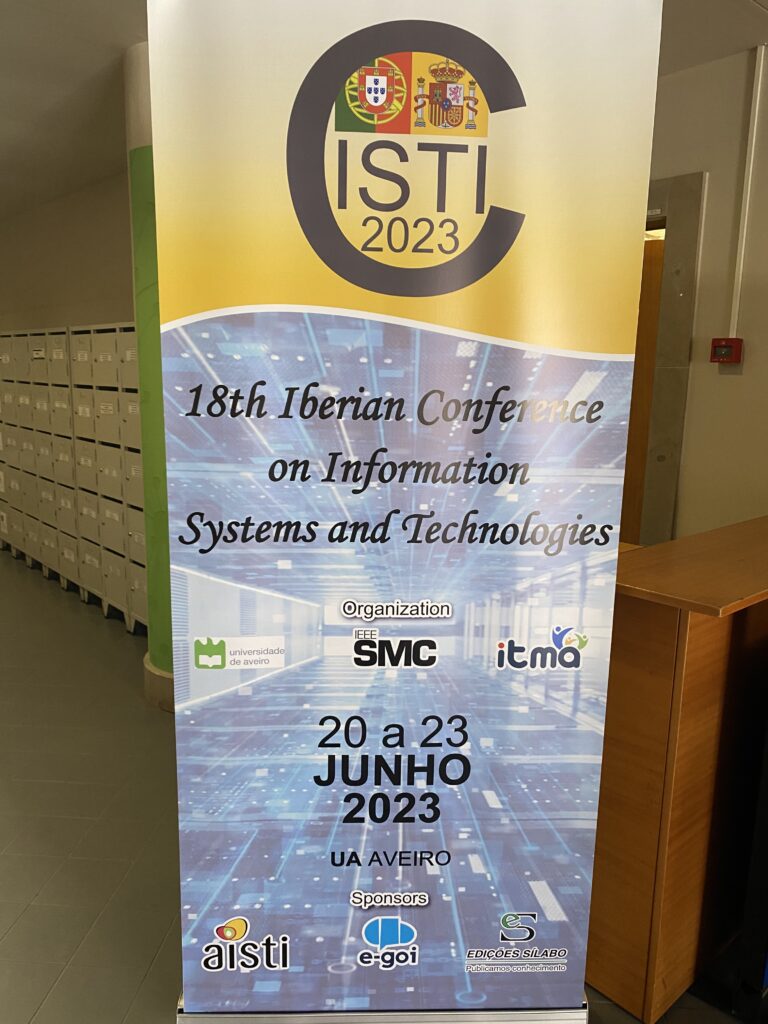 CISTI
2023
18th Iberian Conference
on Information
Systems and Technologies
Organization
universidade
de aveiro
IEEE
SMC
itma
20 a 23
JUNHO
2023
UA AVEIRO
Sponsors
aisti
e-goi
eS
EDIÇÕES SÍLABO
Publicamos conhecimento